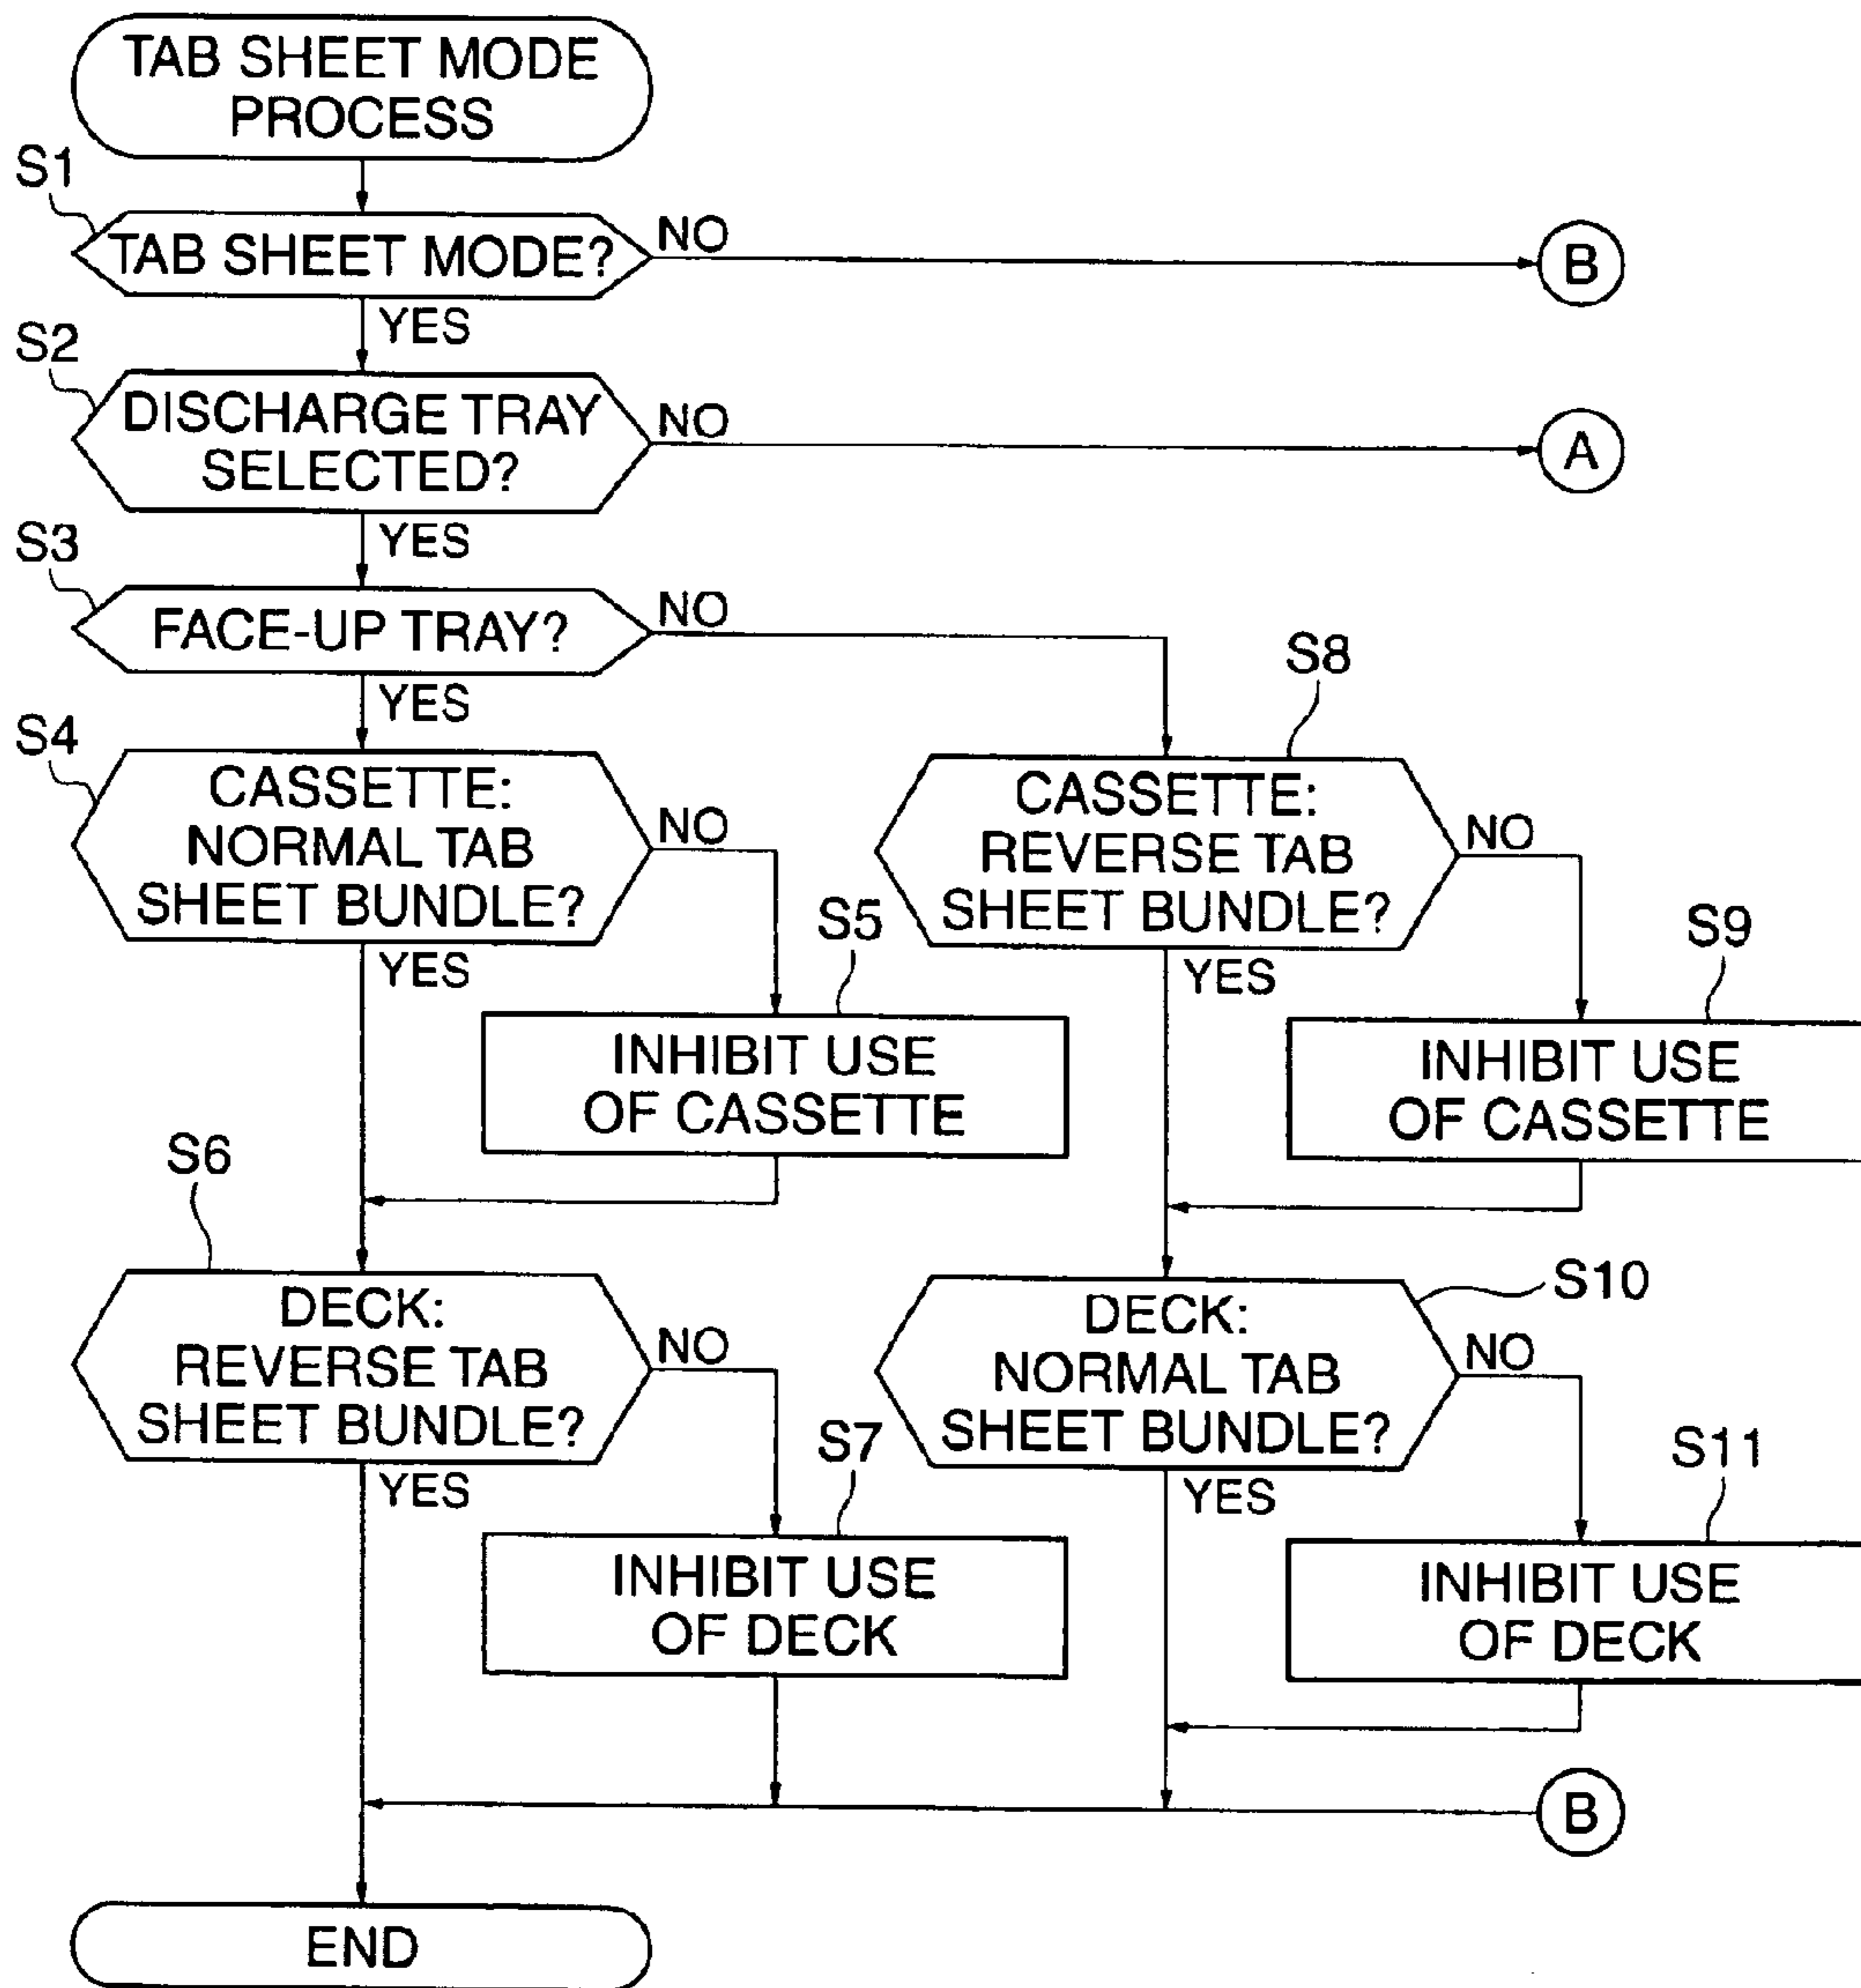 TAB SHEET MODE
PROCESS
S1
TAB SHEET MODE?
NO
B
YES
S2
DISCHARGE TRAY
SELECTED?
NO
A
YES
S3
FACE-UP TRAY?
NO
YES
S4
CASSETTE:
NORMAL TAB
SHEET BUNDLE?
NO
YES
S5
INHIBIT USE
OF CASSETTE
S8
CASSETTE:
REVERSE TAB
SHEET BUNDLE?
NO
YES
S9
INHIBIT USE
OF CASSETTE
S6
DECK:
REVERSE TAB
SHEET BUNDLE?
NO
YES
S7
INHIBIT USE
OF DECK
S10
DECK:
NORMAL TAB
SHEET BUNDLE?
NO
YES
S11
INHIBIT USE
OF DECK
B
END